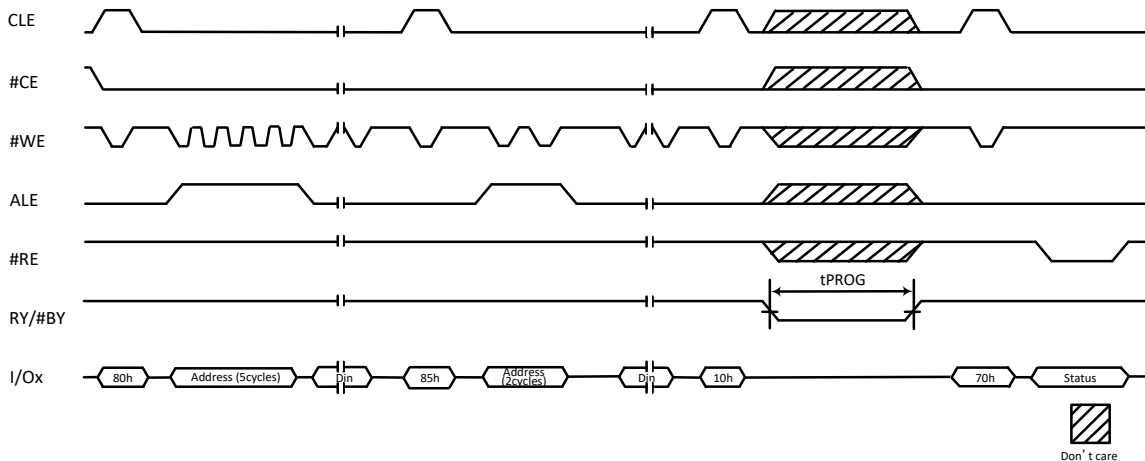 CLE
#CE
#WE
ALE
#RE
tPROG
RY/#BY
I/Ox
80h
Address (5cycles)
Din
85h
Address
(2cycles)
Din
10h
70h
Status
Don’t care